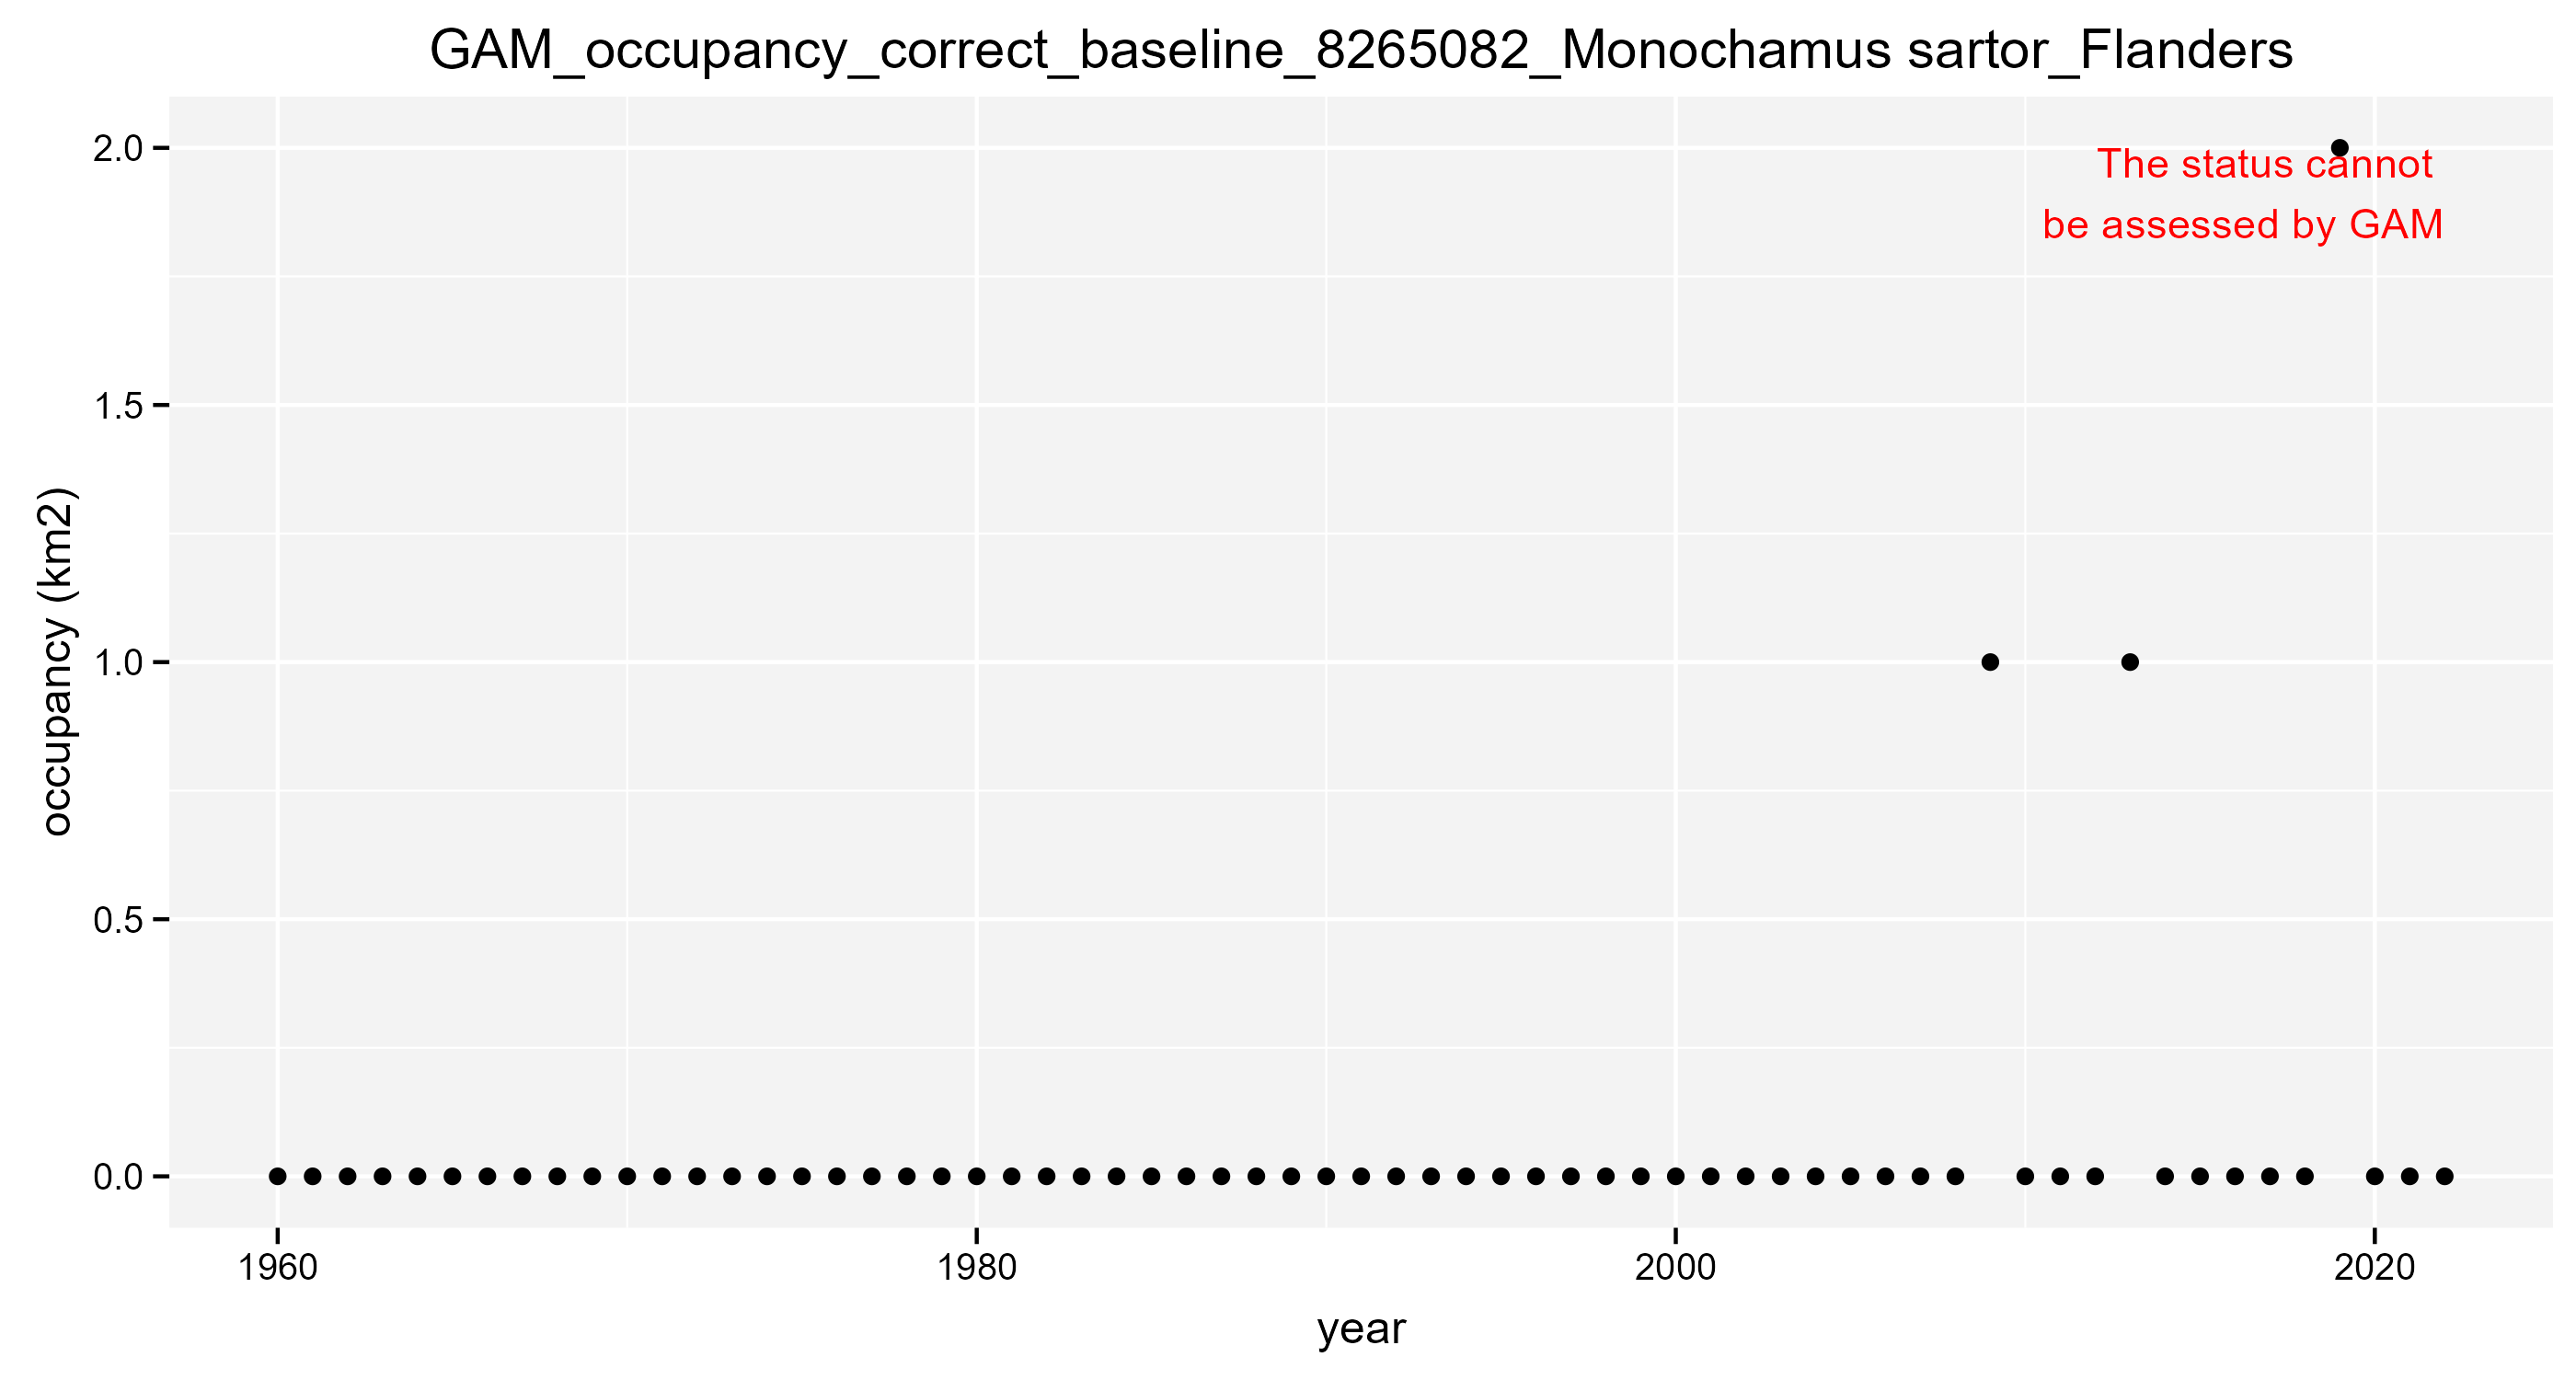 GAM_occupancy_correct_baseline_8265082_Monochamus sartor_Flanders
2.0
The status cannot
be assessed by GAM
1.5
occupancy (km2)
1.0
0.5
0.0
1960 1980 2000 2020
year